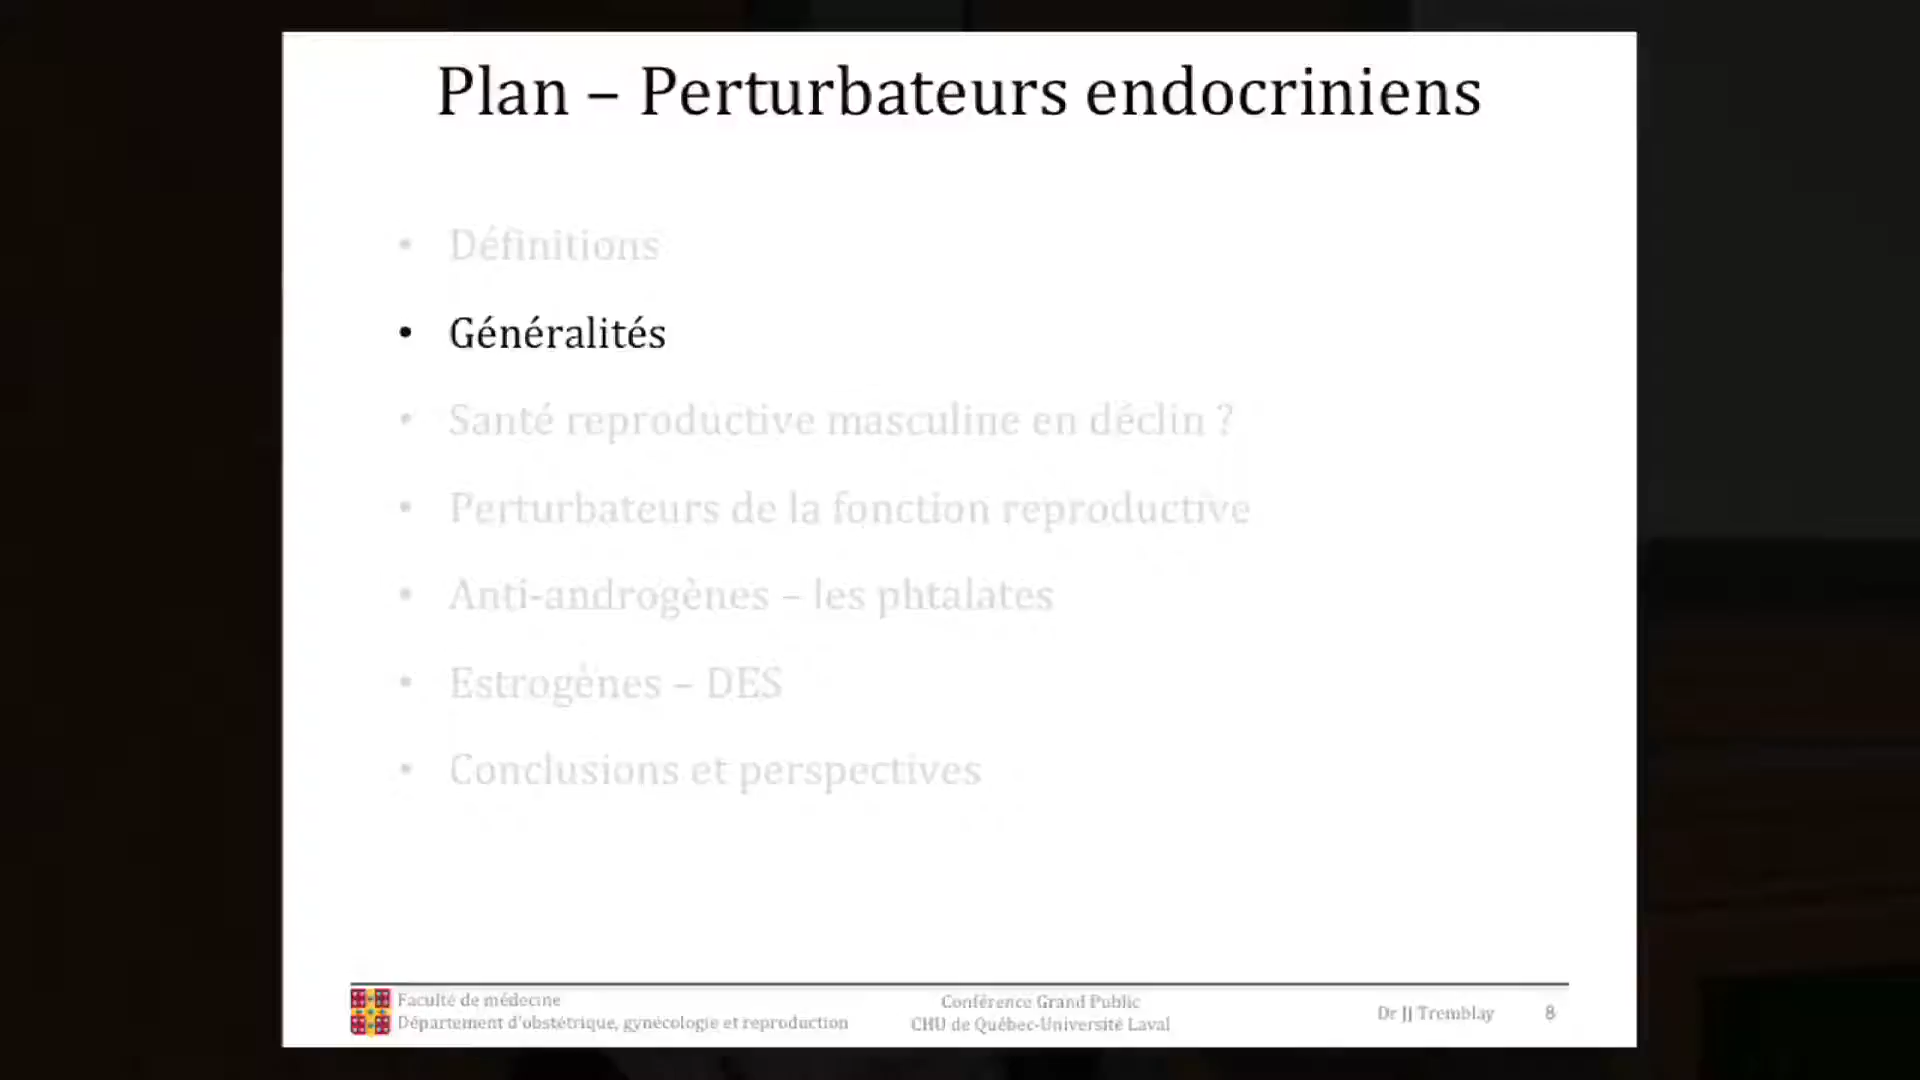 Plan – Perturbateurs endocriniens
• Définitions
• Généralités
• Santé reproductive masculine en déclin ?
• Perturbateurs de la fonction reproductive
• Anti-androgènes – les phtalates
• Estrogènes – DES
• Conclusions et perspectives
Faculté de médecine
Département d'obstétrique, gynécologie et reproduction
Conférence Grand Public
CHU de Québec-Université Laval
Dr JJ Tremblay
8